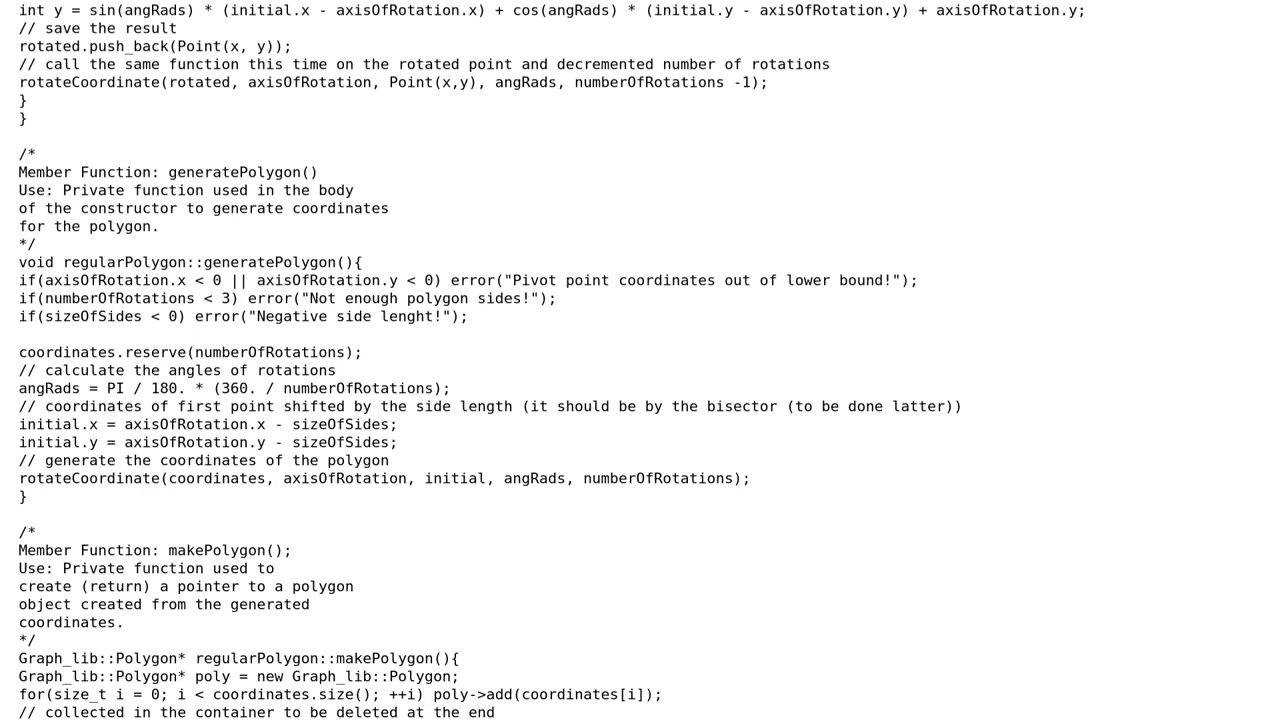 int y = sin(angRads) * (initial.x - axisOfRotation.x) + cos(angRads) * (initial.y - axisOfRotation.y) + axisOfRotation.y;
// save the result
rotated.push_back(Point(x, y));
// call the same function this time on the rotated point and decremented number of rotations
rotateCoordinate(rotated, axisOfRotation, Point(x,y), angRads, numberOfRotations -1);
}
}

/*
Member Function: generatePolygon()
Use: Private function used in the body
of the constructor to generate coordinates
for the polygon.
*/
void regularPolygon::generatePolygon(){
if(axisOfRotation.x < 0 || axisOfRotation.y < 0) error("Pivot point coordinates out of lower bound!");
if(numberOfRotations < 3) error("Not enough polygon sides!");
if(sizeOfSides < 0) error("Negative side lenght!");

coordinates.reserve(numberOfRotations);
// calculate the angles of rotations
angRads = PI / 180. * (360. / numberOfRotations);
// coordinates of first point shifted by the side length (it should be by the bisector (to be done latter))
initial.x = axisOfRotation.x - sizeOfSides;
initial.y = axisOfRotation.y - sizeOfSides;
// generate the coordinates of the polygon
rotateCoordinate(coordinates, axisOfRotation, initial, angRads, numberOfRotations);
}

/*
Member Function: makePolygon();
Use: Private function used to
create (return) a pointer to a polygon
object created from the generated
coordinates.
*/
Graph_lib::Polygon* regularPolygon::makePolygon(){
Graph_lib::Polygon* poly = new Graph_lib::Polygon;
for(size_t i = 0; i < coordinates.size(); ++i) poly->add(coordinates[i]);
// collected in the container to be deleted at the end